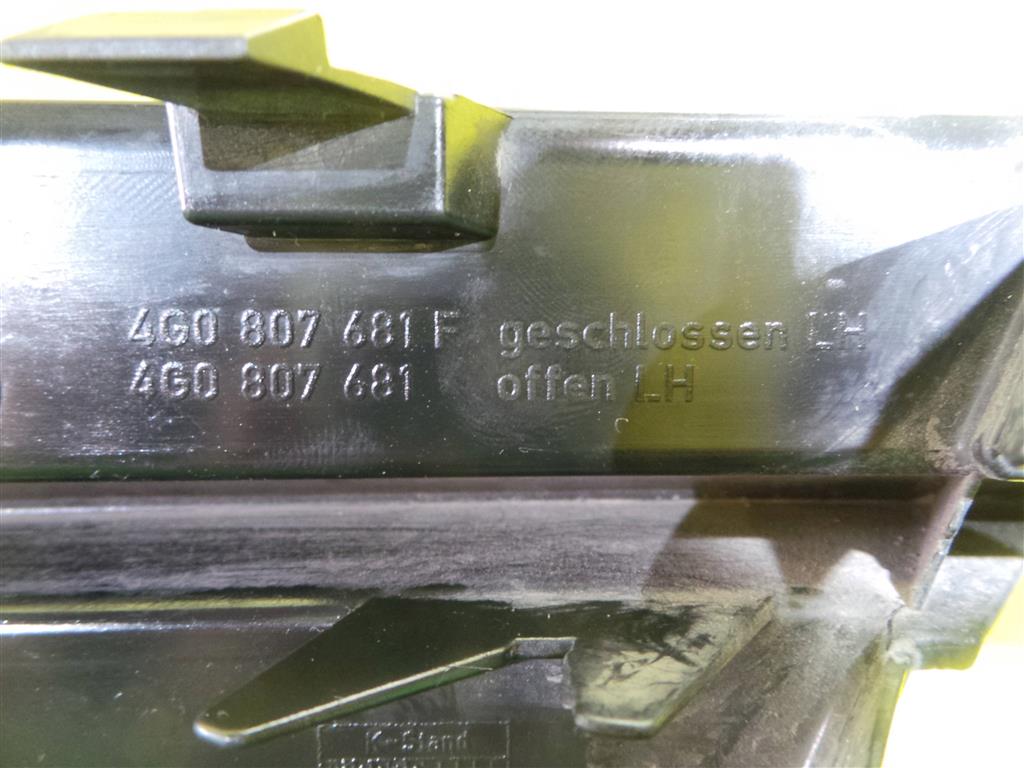 4G0 807 681 F geschlossen LH
4G0 807 681 offen LH
K-Stand